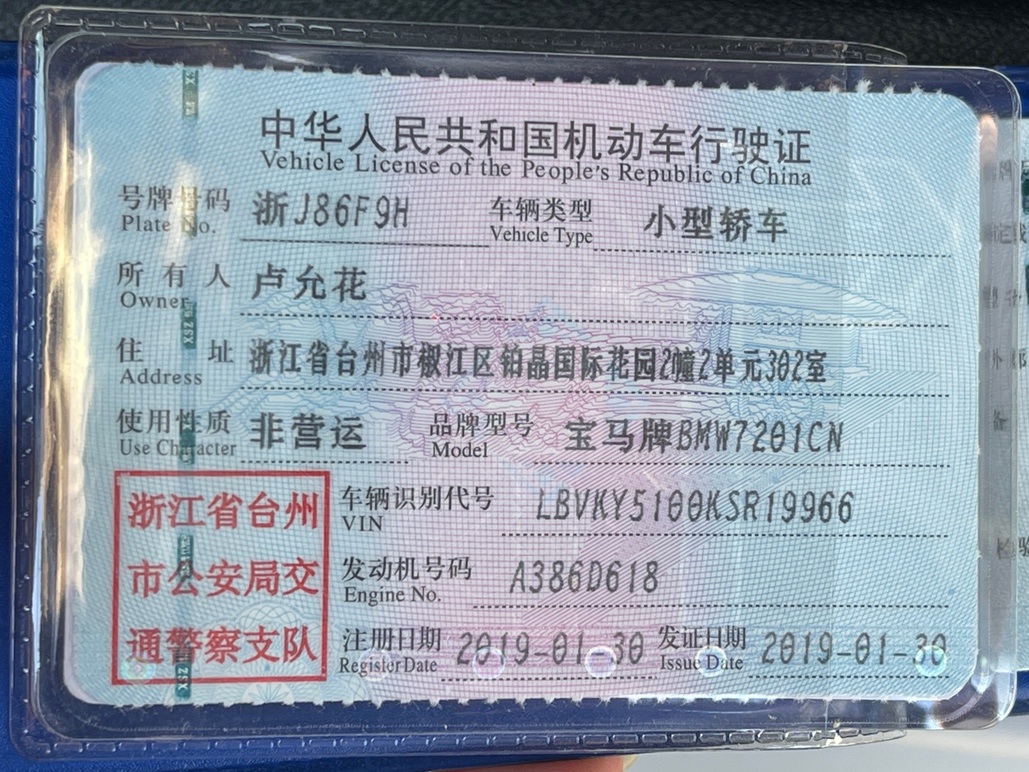 中华人民共和国机动车行驶证
Vehicle License of the People's Republic of China
号牌号码 浙J86F9H 车辆类型 小型轿车
Plate No. Vehicle Type
所有人 卢允花
Owner
住址 浙江省台州市椒江区铂晶国际花园2幢2单元302室
Address
使用性质 非营运 品牌型号 宝马牌BMW7201CN
Use Character Model
浙江省台州
市公安局交
通警察支队
车辆识别代号 LBVKY5100KSR19966
VIN
发动机号码 A386D618
Engine No.
注册日期 2019-01-30 发证日期 2019-01-30
Register Date Issue Date